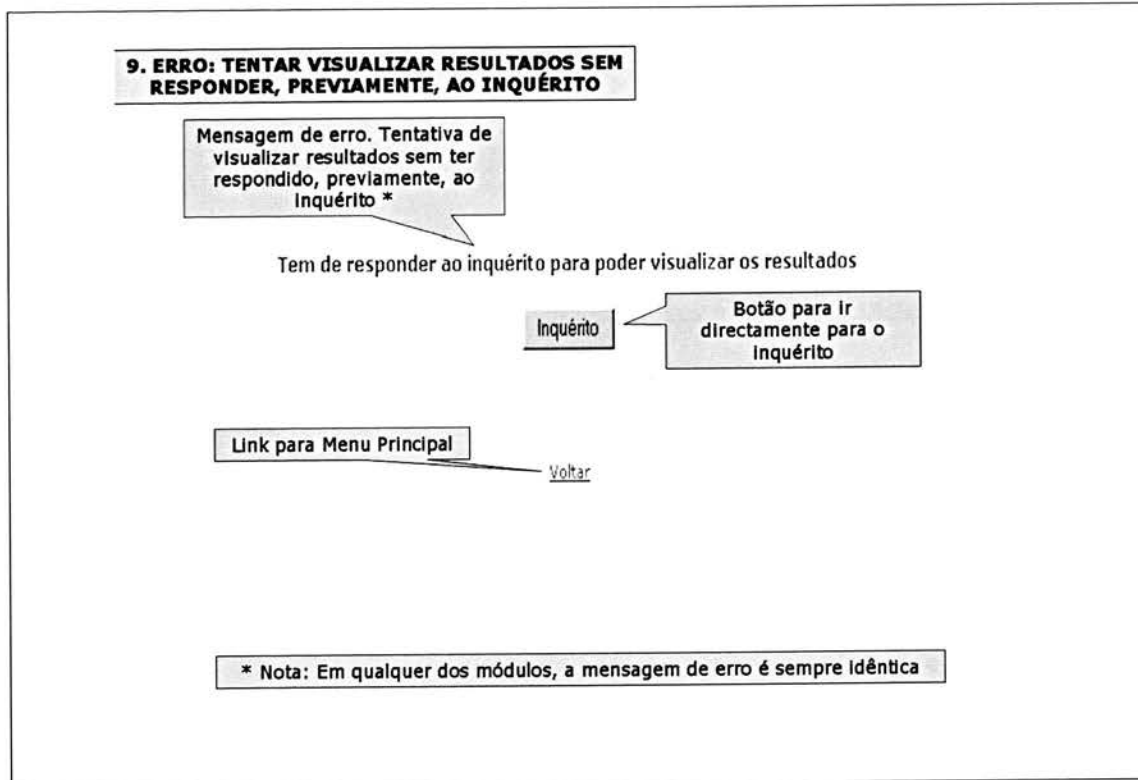 9. ERRO: TENTAR VISUALIZAR RESULTADOS SEM
RESPONDER, PREVIAMENTE, AO INQUÉRITO
Mensagem de erro. Tentativa de
visualizar resultados sem ter
respondido, previamente, ao
inquérito *
Tem de responder ao inquérito para poder visualizar os resultados
Inquérito
Botão para ir
directamente para o
inquérito
Link para Menu Principal
Voltar
* Nota: Em qualquer dos módulos, a mensagem de erro é sempre idêntica